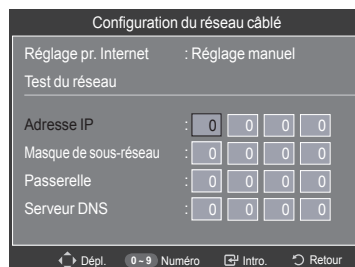 Configuration du réseau câblé
Réglage pr. Internet : Réglage manuel
Test du réseau
Adresse IP : 0 0 0 0
Masque de sous-réseau : 0 0 0 0
Passerelle : 0 0 0 0
Serveur DNS : 0 0 0 0
Dépl. 0~9 Numéro Intro. Retour